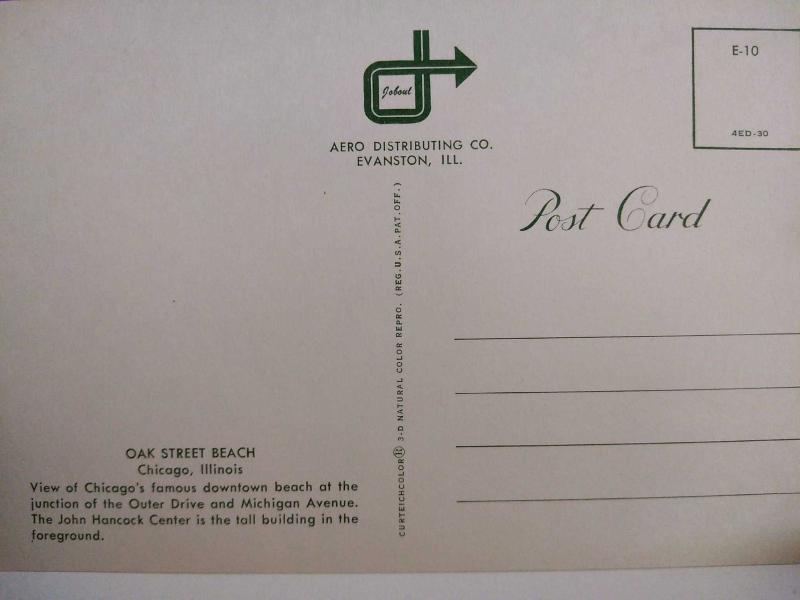 Joboul
AERO DISTRIBUTING CO.
EVANSTON, ILL.
E-10
4ED-30
Post Card
CURTEICHCOLOR® 3-D NATURAL COLOR REPRO. (REG. U.S.A. PAT. OFF.)
OAK STREET BEACH
Chicago, Illinois
View of Chicago's famous downtown beach at the
junction of the Outer Drive and Michigan Avenue.
The John Hancock Center is the tall building in the
foreground.